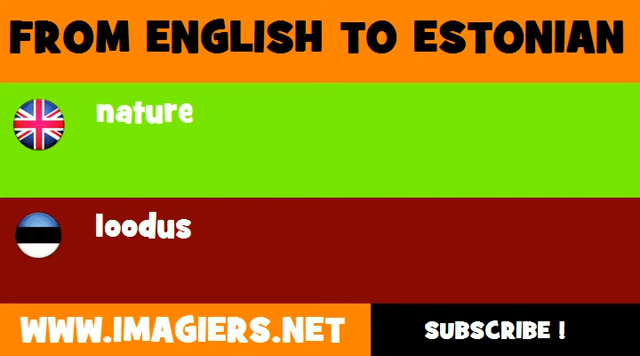 FROM ENGLISH TO ESTONIAN
nature
loodus
WWW.IMAGIERS.NET
SUBSCRIBE !